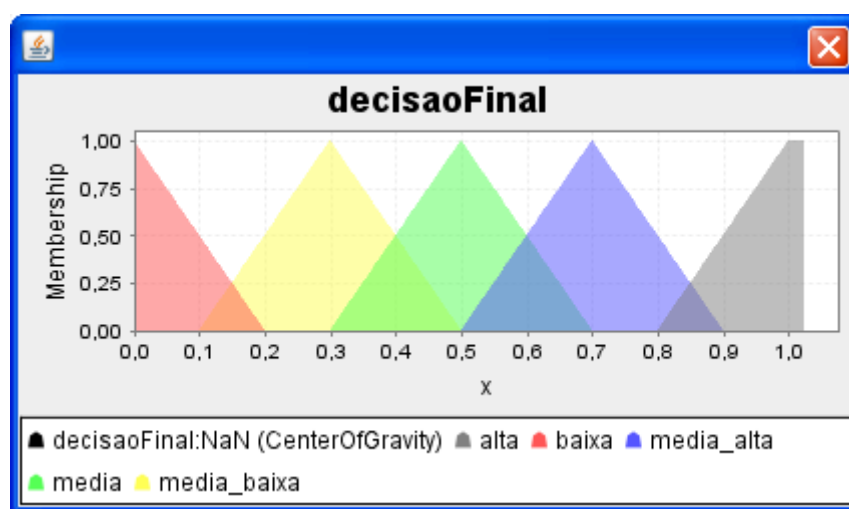 decisaoFinal
Membership
1,00
0,75
0,50
0,25
0,00
0,0 0,1 0,2 0,3 0,4 0,5 0,6 0,7 0,8 0,9 1,0
x
decisaoFinal:NaN (CenterOfGravity) alta baixa media_alta
media media_baixa